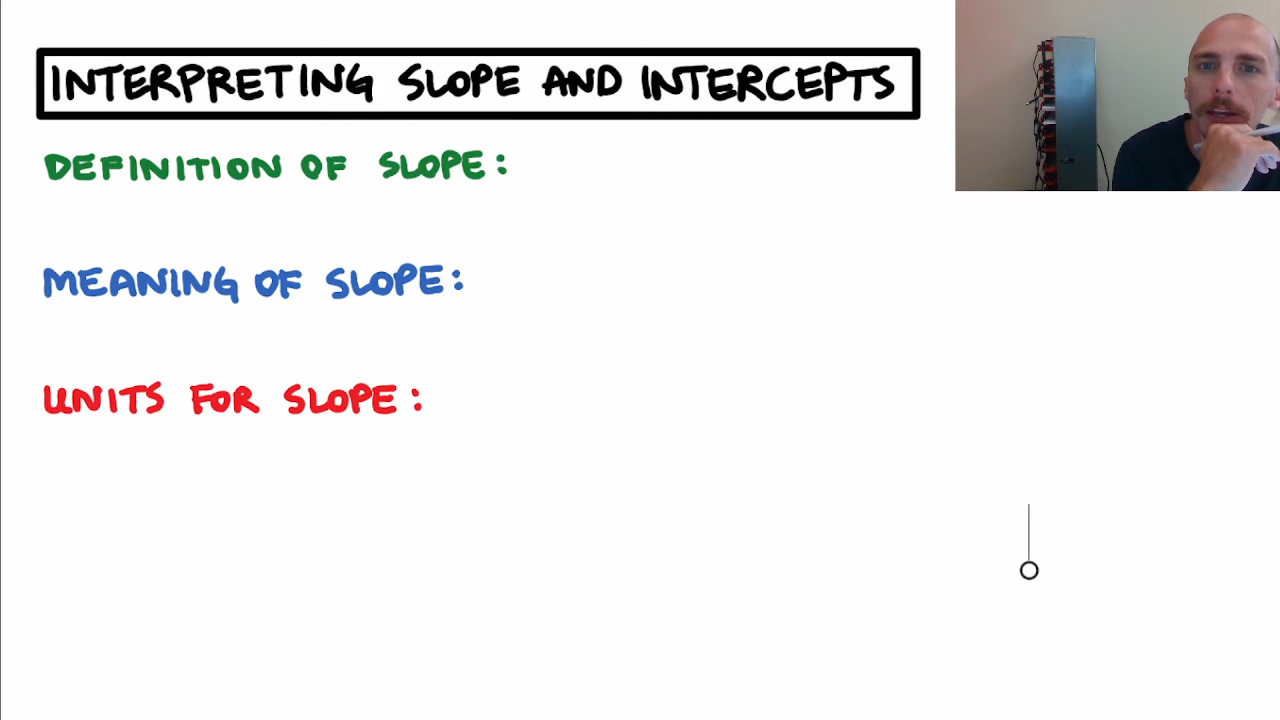 INTERPRETING SLOPE AND INTERCEPTS
DEFINITION OF SLOPE:
MEANING OF SLOPE:
UNITS FOR SLOPE: